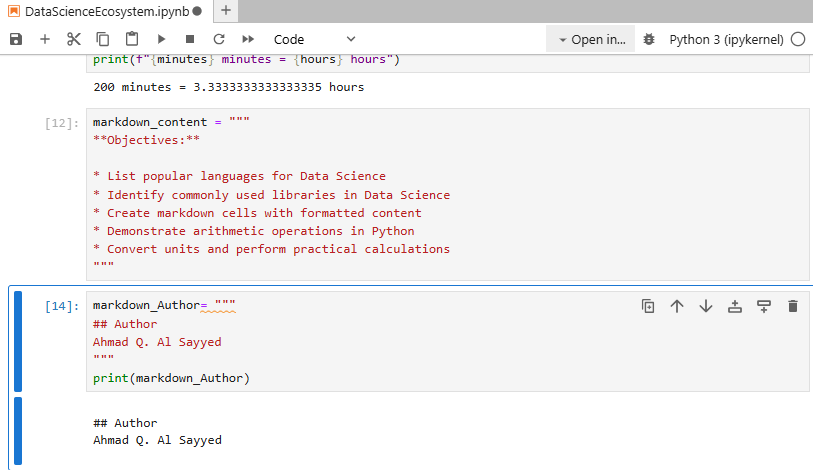 DataScienceEcosystem.ipynb
Code
Open in...
Python 3 (ipykernel)
print(f"{minutes} minutes = {hours} hours")
200 minutes = 3.3333333333333335 hours
[12]:
markdown_content = """
**Objectives:**
* List popular languages for Data Science
* Identify commonly used libraries in Data Science
* Create markdown cells with formatted content
* Demonstrate arithmetic operations in Python
* Convert units and perform practical calculations
"""
[14]:
markdown_Author= """
## Author
Ahmad Q. Al Sayyed
"""
print(markdown_Author)
## Author
Ahmad Q. Al Sayyed